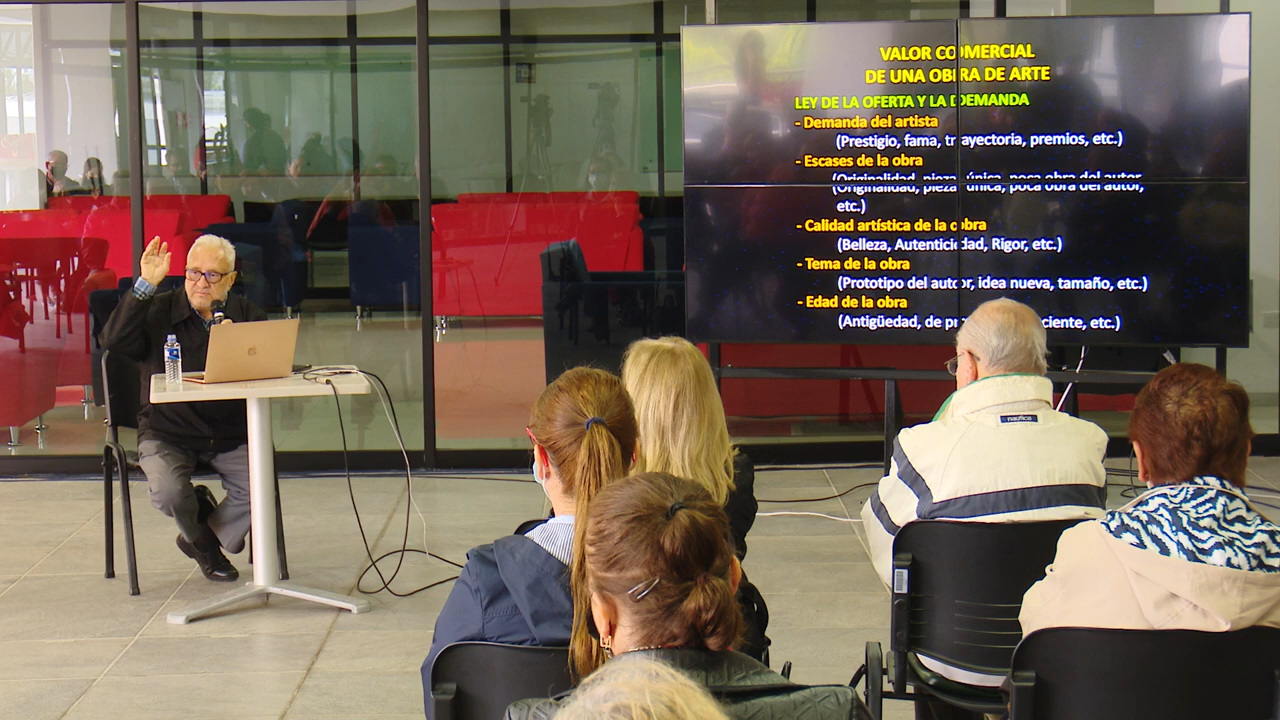 VALOR COMERCIAL
DE UNA OBRA DE ARTE
LEY DE LA OFERTA Y LA DEMANDA
- Demanda del artista
(Prestigio, fama, trayectoria, premios, etc.)
- Escases de la obra
(Originalidad, pieza única, poca obra del autor,
etc.)
- Calidad artística de la obra
(Belleza, Autenticidad, Rigor, etc.)
- Tema de la obra
(Prototipo del autor, idea nueva, tamaño, etc.)
- Edad de la obra
(Antigüedad, de ciente, etc.)
nautica